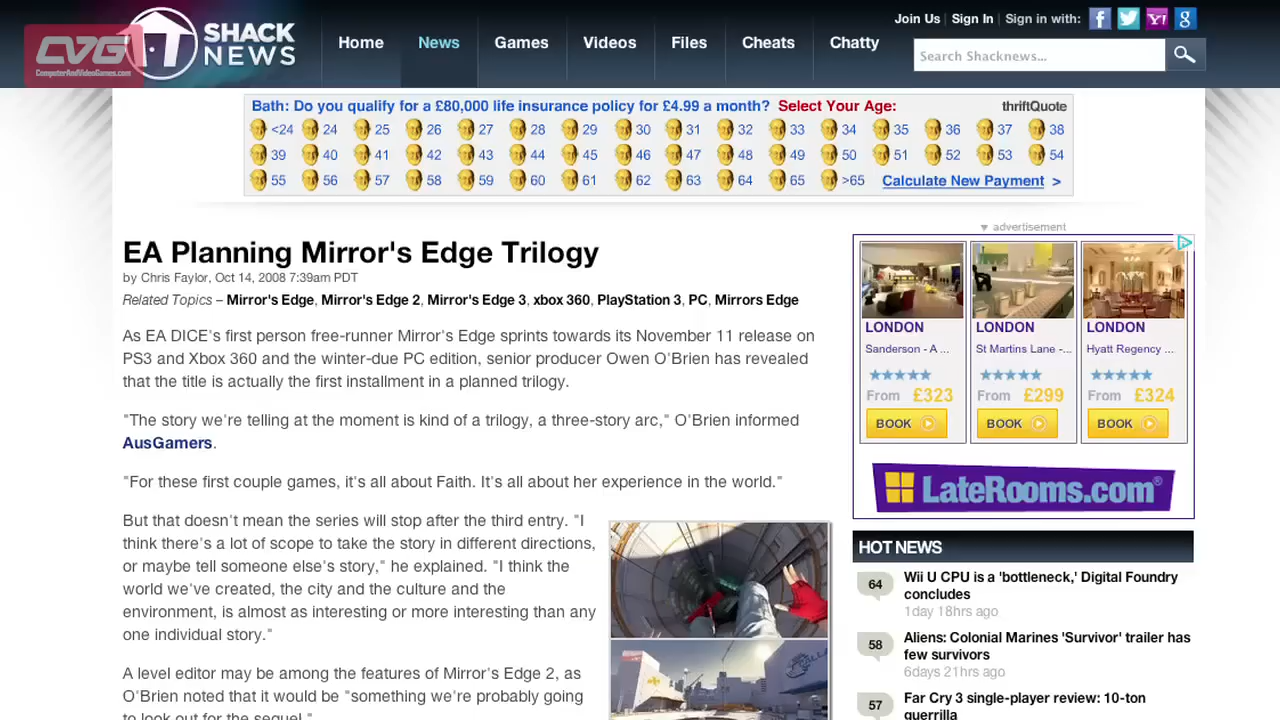 CVG
ComputerAndVideoGames.com
SHACK
NEWS
Home
News
Games
Videos
Files
Cheats
Chatty
Join Us
Sign In
Sign in with:
Search Shacknews...
Bath: Do you qualify for a £80,000 life insurance policy for £4.99 a month? Select Your Age:
thriftQuote
<24 24 25 26 27 28 29 30 31 32 33 34 35 36 37 38
39 40 41 42 43 44 45 46 47 48 49 50 51 52 53 54
55 56 57 58 59 60 61 62 63 64 65 >65 Calculate New Payment >
EA Planning Mirror's Edge Trilogy
by Chris Faylor, Oct 14, 2008 7:39am PDT
Related Topics – Mirror's Edge, Mirror's Edge 2, Mirror's Edge 3, xbox 360, PlayStation 3, PC, Mirrors Edge
As EA DICE's first person free-runner Mirror's Edge sprints towards its November 11 release on
PS3 and Xbox 360 and the winter-due PC edition, senior producer Owen O'Brien has revealed
that the title is actually the first installment in a planned trilogy.
"The story we're telling at the moment is kind of a trilogy, a three-story arc," O'Brien informed
AusGamers.
"For these first couple games, it's all about Faith. It's all about her experience in the world."
But that doesn't mean the series will stop after the third entry. "I
think there's a lot of scope to take the story in different directions,
or maybe tell someone else's story," he explained. "I think the
world we've created, the city and the culture and the
environment, is almost as interesting or more interesting than any
one individual story."
A level editor may be among the features of Mirror's Edge 2, as
O'Brien noted that it would be "something we're probably going
to look out for the sequel."
advertisement
LONDON
Sanderson - A ...
From £323
BOOK
LONDON
St Martins Lane -...
From £299
BOOK
LONDON
Hyatt Regency ...
From £324
BOOK
LateRooms.com®
HOT NEWS
64
Wii U CPU is a 'bottleneck,' Digital Foundry
concludes
1day 18hrs ago
58
Aliens: Colonial Marines 'Survivor' trailer has
few survivors
6days 21hrs ago
57
Far Cry 3 single-player review: 10-ton
guerrilla